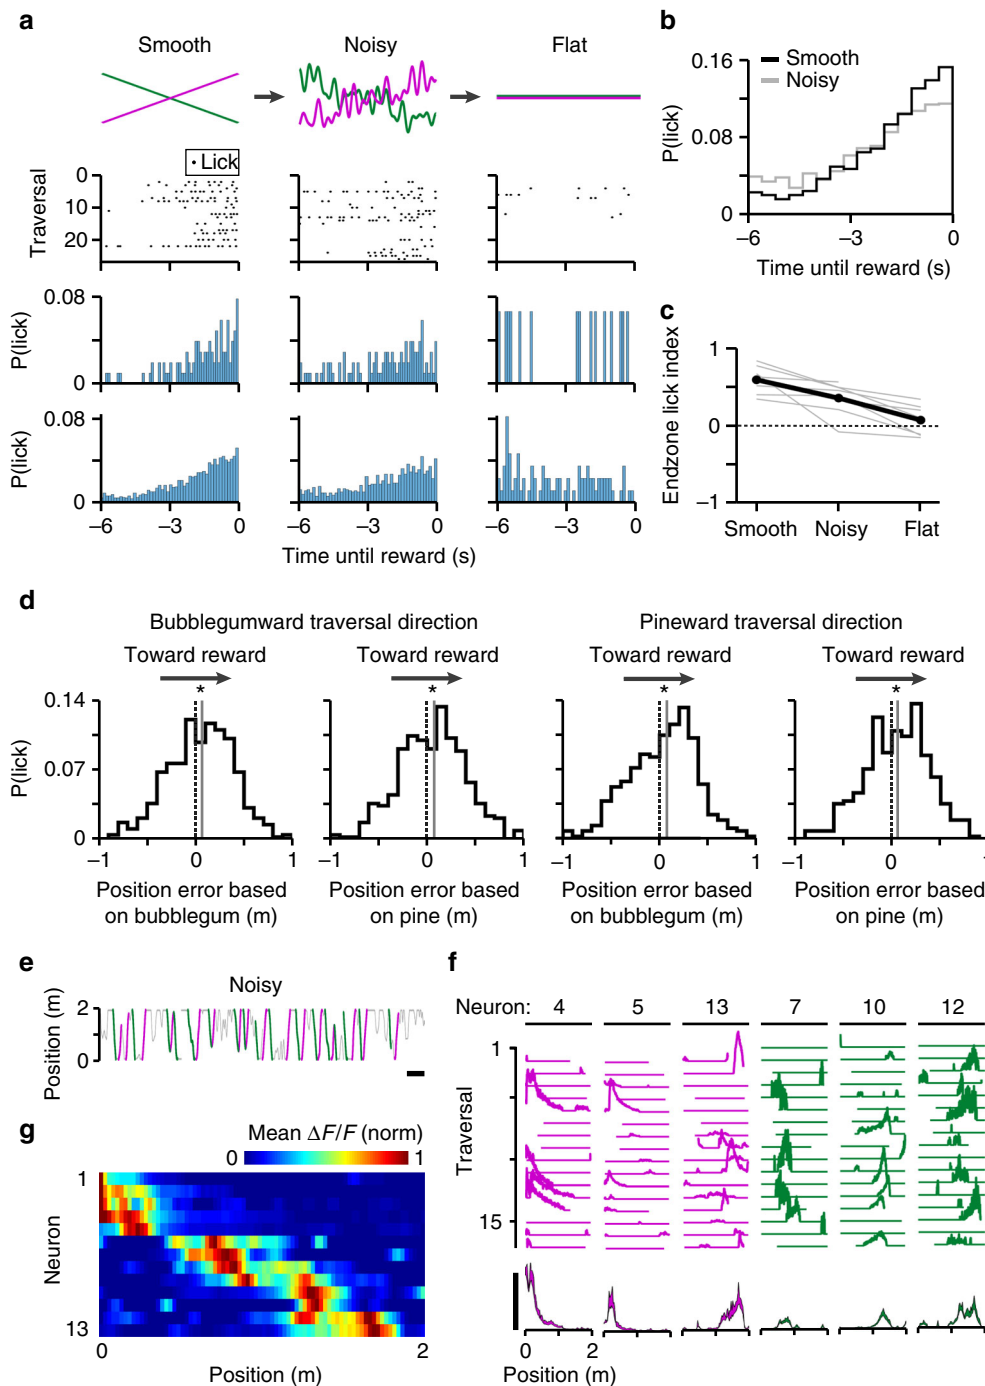 a
Smooth
Noisy
Flat
Lick
Traversal
0
10
20
P(lick)
0.08
0
P(lick)
0.08
0
−6 −3 0
−6 −3 0
−6 −3 0
Time until reward (s)
b
Smooth
Noisy
P(lick)
0.16
0.08
0
−6 −3 0
Time until reward (s)
c
Endzone lick index
1
0
−1
Smooth Noisy Flat
d
Bubblegumward traversal direction
Pineward traversal direction
Toward reward
Toward reward
Toward reward
Toward reward
* * * *
P(lick)
0.14
0.07
0
−1 0 1
−1 0 1
−1 0 1
−1 0 1
Position error based
on bubblegum (m)
Position error based
on pine (m)
Position error based
on bubblegum (m)
Position error based
on pine (m)
e
Noisy
Position (m)
2
0
f
Neuron: 4 5 13 7 10 12
Traversal
1
15
0 2
Position (m)
g
Mean ΔF/F (norm)
0 1
Neuron
1
13
0 2
Position (m)